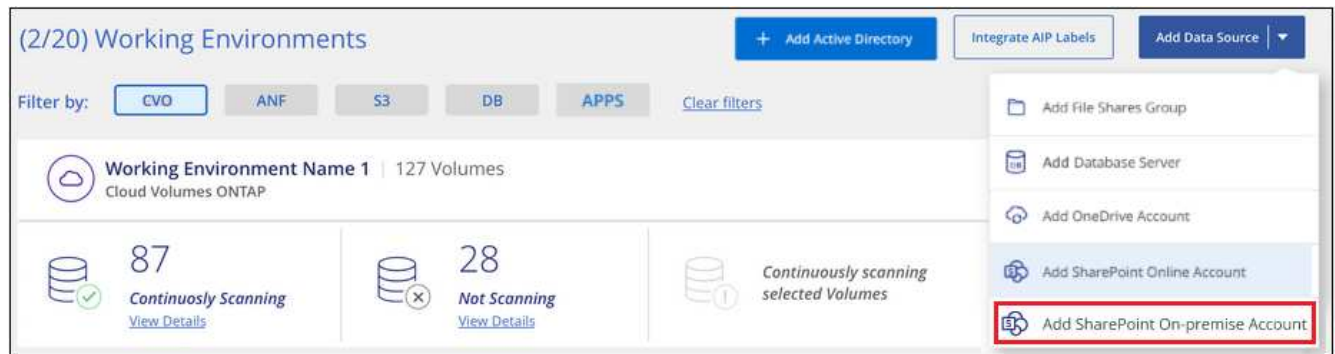 (2/20) Working Environments
+ Add Active Directory
Integrate AIP Labels
Add Data Source
Filter by:
CVO
ANF
S3
DB
APPS
Clear filters
Add File Shares Group
Add Database Server
Add OneDrive Account
Add SharePoint Online Account
Add SharePoint On-premise Account
Working Environment Name 1 | 127 Volumes
Cloud Volumes ONTAP
87
Continuosly Scanning
View Details
28
Not Scanning
View Details
Continuously scanning
selected Volumes